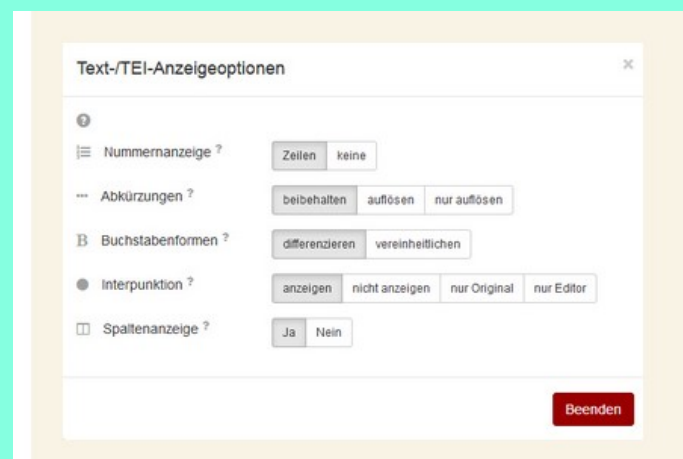 Text-/TEI-Anzeigeoptionen ×
?
Nummernanzeige ? Zeilen keine
Abkürzungen ? beibehalten auflösen nur auflösen
B Buchstabenformen ? differenzieren vereinheitlichen
Interpunktion ? anzeigen nicht anzeigen nur Original nur Editor
Spaltenanzeige ? Ja Nein
Beenden